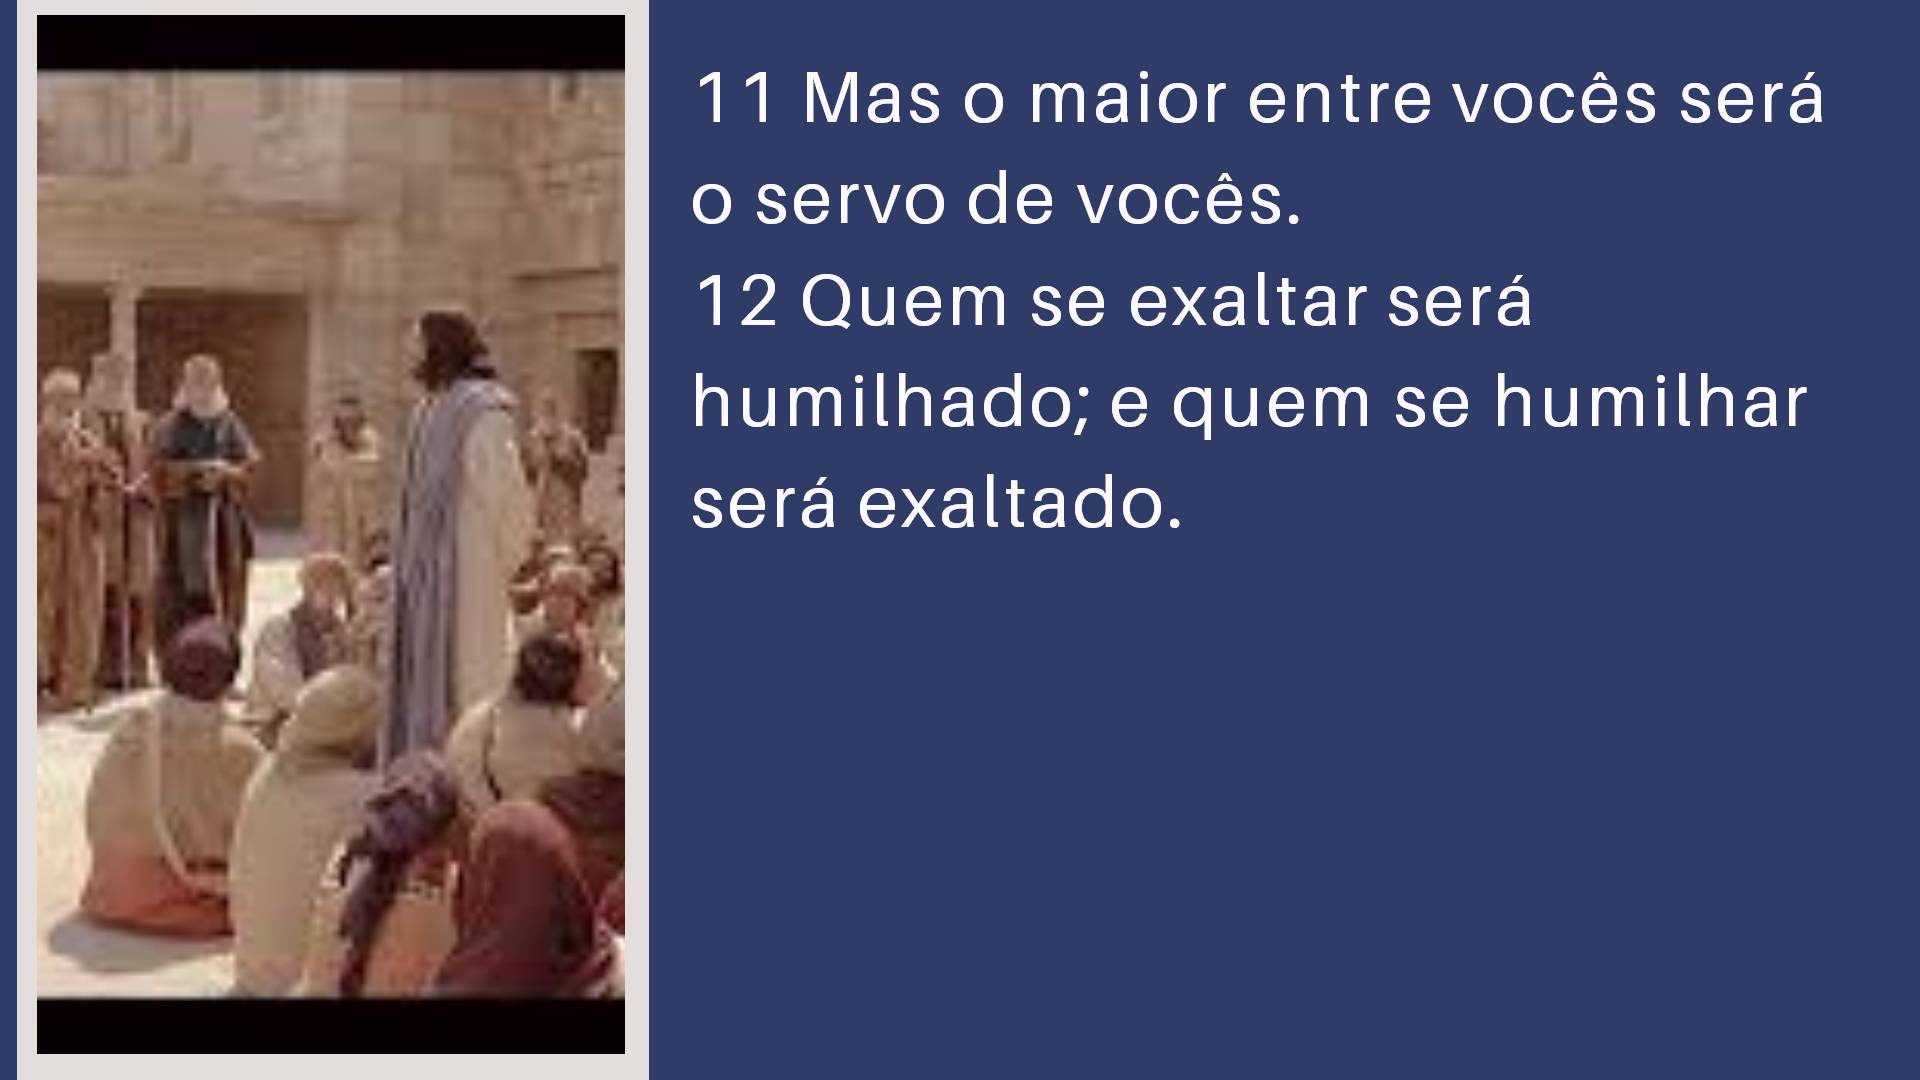 11 Mas o maior entre vocês será
o servo de vocês.
12 Quem se exaltar será
humilhado; e quem se humilhar
será exaltado.